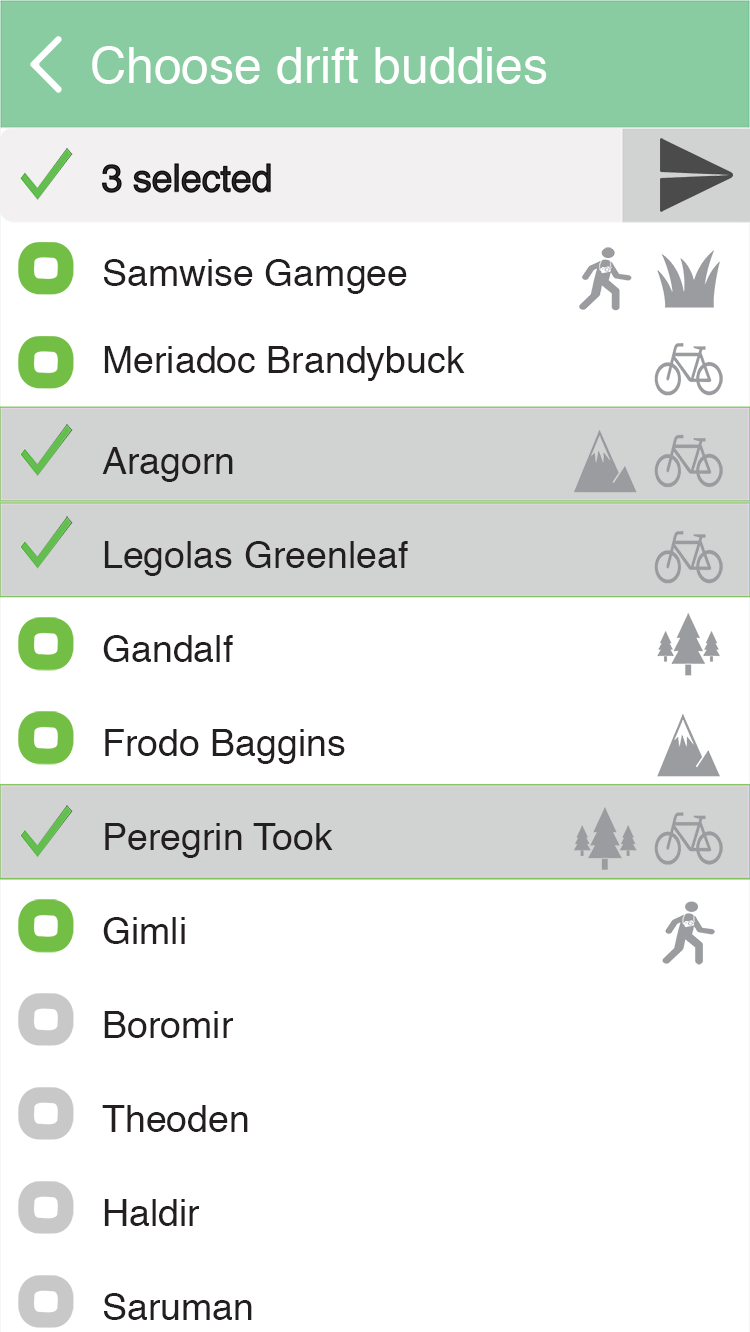 Choose drift buddies
3 selected
Samwise Gamgee
Meriadoc Brandybuck
Aragorn
Legolas Greenleaf
Gandalf
Frodo Baggins
Peregrin Took
Gimli
Boromir
Theoden
Haldir
Saruman